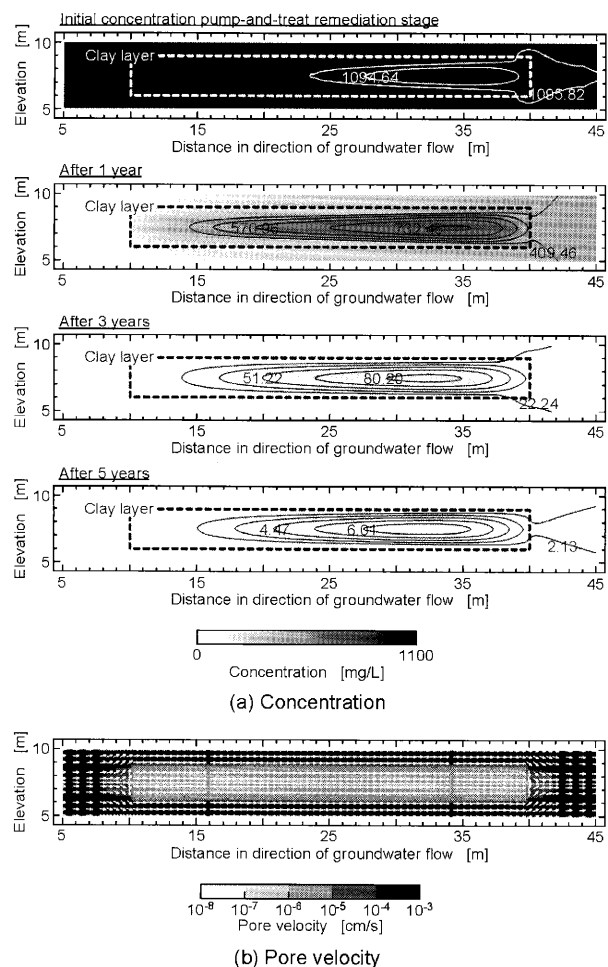 Initial concentration pump-and-treat remediation stage
Elevation [m]
10
5
Clay layer
1094.64
1095.82
5 15 25 35 45
Distance in direction of groundwater flow [m]
After 1 year
Elevation [m]
10
5
Clay layer
409.46
5 15 25 35 45
Distance in direction of groundwater flow [m]
After 3 years
Elevation [m]
10
5
Clay layer
51.22
80.20
22.24
5 15 25 35 45
Distance in direction of groundwater flow [m]
After 5 years
Elevation [m]
10
5
Clay layer
4.47
2.13
5 15 25 35 45
Distance in direction of groundwater flow [m]
0 1100
Concentration [mg/L]
(a) Concentration
Elevation [m]
10
5
5 15 25 35 45
Distance in direction of groundwater flow [m]
10⁻⁸ 10⁻⁷ 10⁻⁶ 10⁻⁵ 10⁻⁴ 10⁻³
Pore velocity [cm/s]
(b) Pore velocity